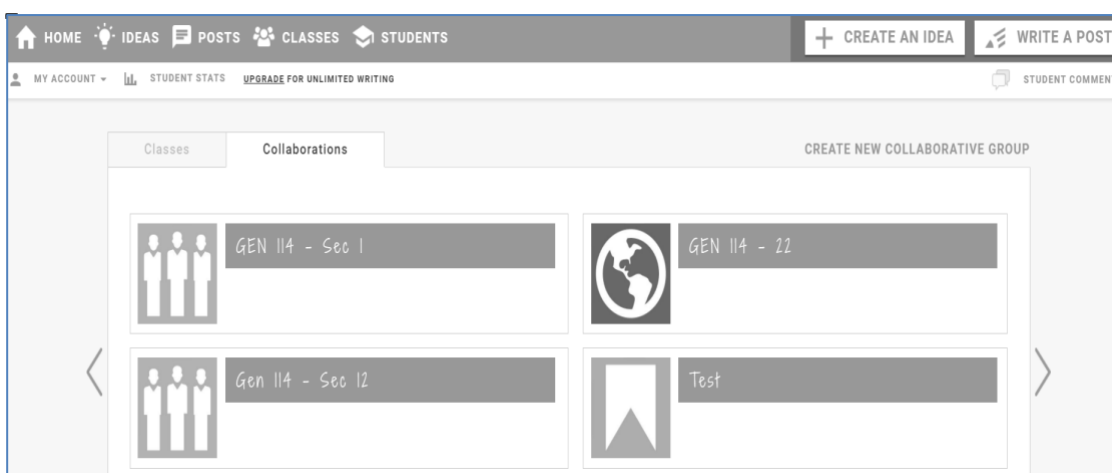 HOME IDEAS POSTS CLASSES STUDENTS CREATE AN IDEA WRITE A POST
MY ACCOUNT STUDENT STATS UPGRADE FOR UNLIMITED WRITING STUDENT COMMEN
Classes Collaborations CREATE NEW COLLABORATIVE GROUP
GEN 114 - Sec 1 GEN 114 - 22
Gen 114 - Sec 12 Test